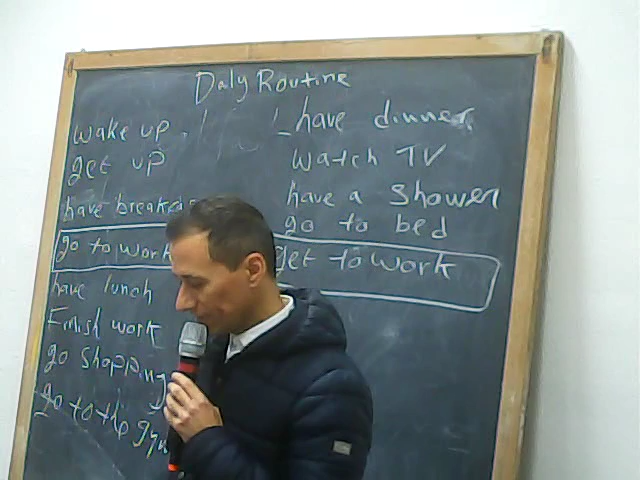 Daly Routine
wake up
get up
have
go to work
have lunch
Finish work
go shopping
go to the gym
have dinner
watch TV
have a shower
go to bed
get to work